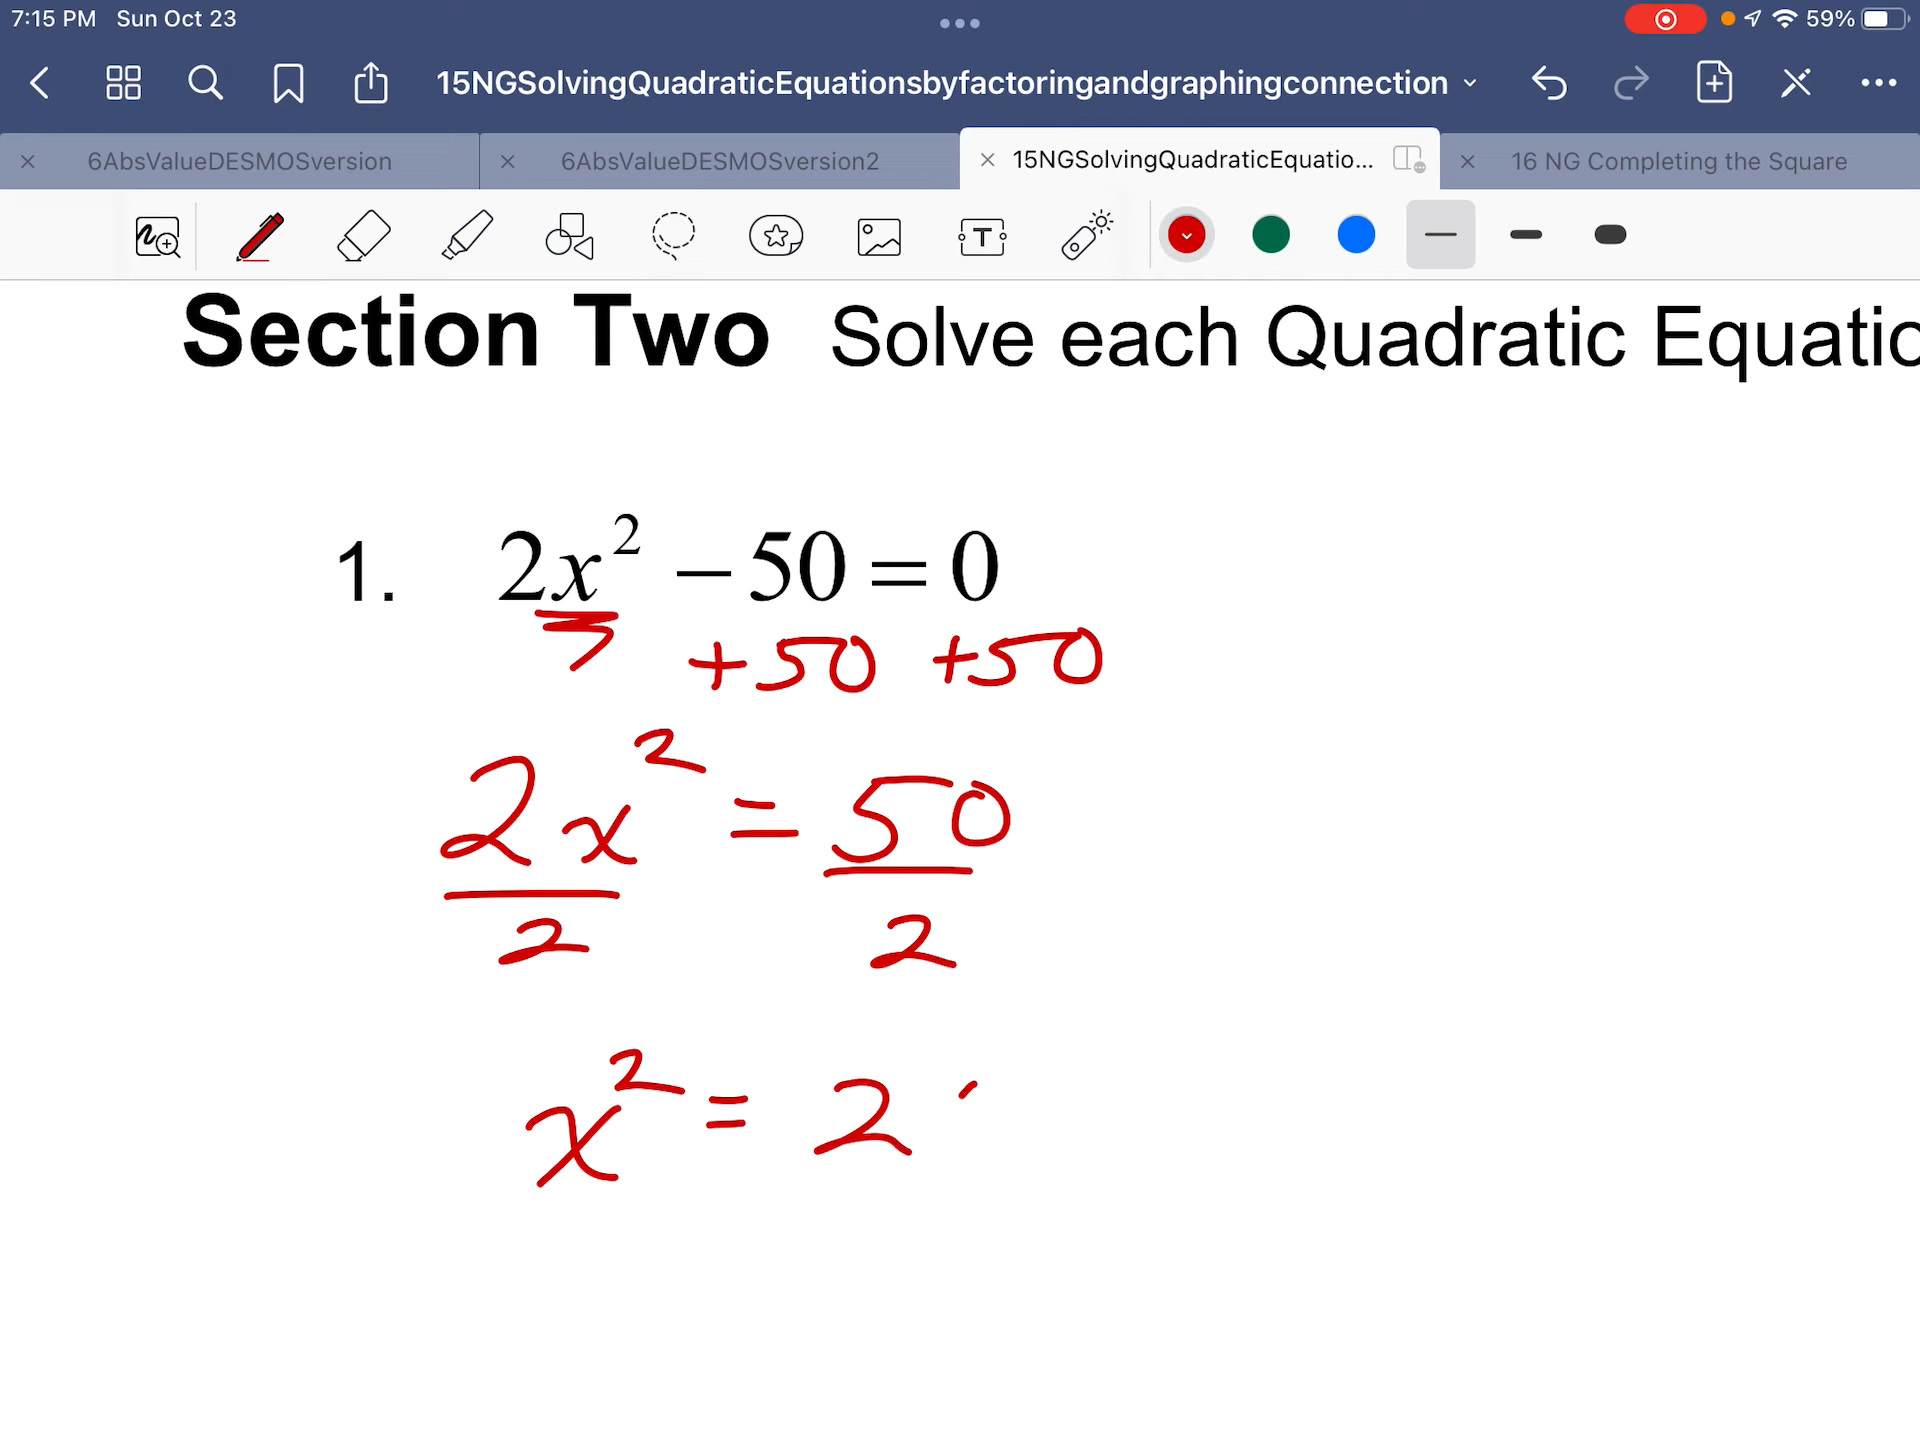 7:15 PM Sun Oct 23 59%
15NGSolvingQuadraticEquationsbyfactoringandgraphingconnection
6AbsValueDESMOSversion 6AbsValueDESMOSversion2 15NGSolvingQuadraticEquatio... 16 NG Completing the Square
T
Section Two Solve each Quadratic Equatio
1. 2x² – 50 = 0
+50 +50
2x² = 50
2 2
x² = 2